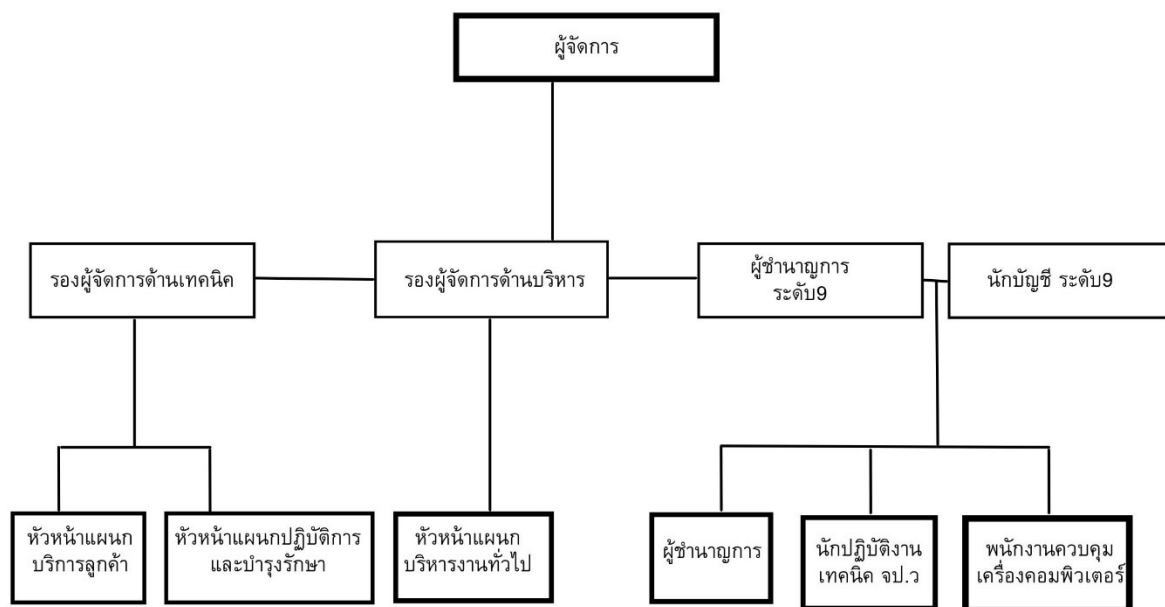 ผู้จัดการ
รองผู้จัดการด้านเทคนิค
รองผู้จัดการด้านบริหาร
ผู้ชำนาญการ
ระดับ9
นักบัญชี ระดับ9
หัวหน้าแผนก
บริการลูกค้า
หัวหน้าแผนกปฏิบัติการ
และบำรุงรักษา
หัวหน้าแผนก
บริหารงานทั่วไป
ผู้ชำนาญการ
นักปฏิบัติงาน
เทคนิค จป.ว
พนักงานควบคุม
เครื่องคอมพิวเตอร์